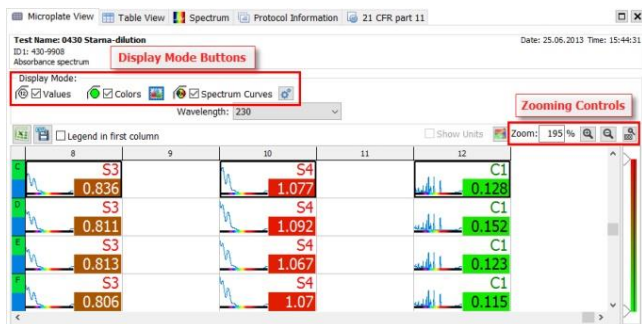 Microplate View Table View Spectrum Protocol Information 21 CFR part 11
Test Name: 0430 Starna-dilution Date: 25.06.2013 Time: 15:44:31
ID1: 430-9908
Absorbance spectrum
Display Mode Buttons
Display Mode:
Values Colors Spectrum Curves
Zooming Controls
Wavelength: 230
Legend in first column Show Units Zoom: 195 %
8 9 10 11 12
C S3 S4 C1
0.836 1.077 0.128
D S3 S4 C1
0.811 1.092 0.152
E S3 S4 C1
0.813 1.067 0.123
F S3 S4 C1
0.806 1.07 0.115